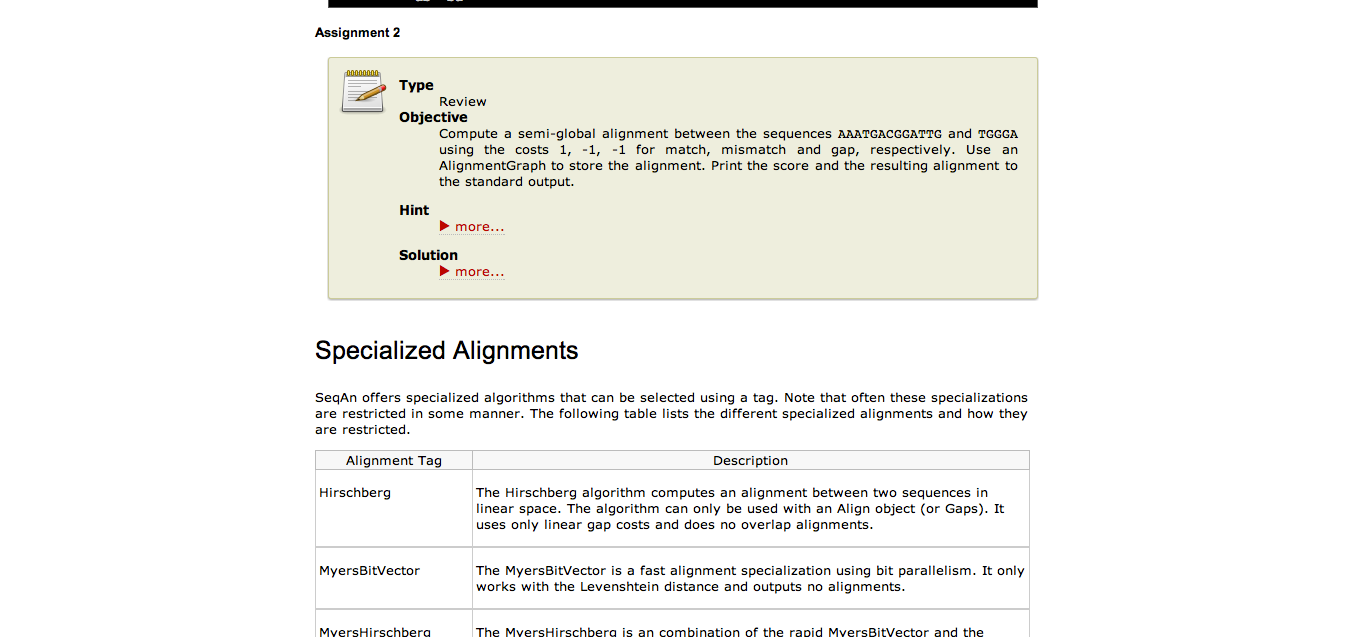 Assignment 2
Type
Review
Objective
Compute a semi-global alignment between the sequences AAATGACGGATTG and TGGGA
using the costs 1, -1, -1 for match, mismatch and gap, respectively. Use an
AlignmentGraph to store the alignment. Print the score and the resulting alignment to
the standard output.
Hint
more...
Solution
more...
Specialized Alignments
SeqAn offers specialized algorithms that can be selected using a tag. Note that often these specializations
are restricted in some manner. The following table lists the different specialized alignments and how they
are restricted.
Alignment Tag Description
Hirschberg
The Hirschberg algorithm computes an alignment between two sequences in
linear space. The algorithm can only be used with an Align object (or Gaps). It
uses only linear gap costs and does no overlap alignments.
MyersBitVector
The MyersBitVector is a fast alignment specialization using bit parallelism. It only
works with the Levenshtein distance and outputs no alignments.
MyersHirschberg
The MyersHirschberg is an combination of the rapid MyersBitVector and the